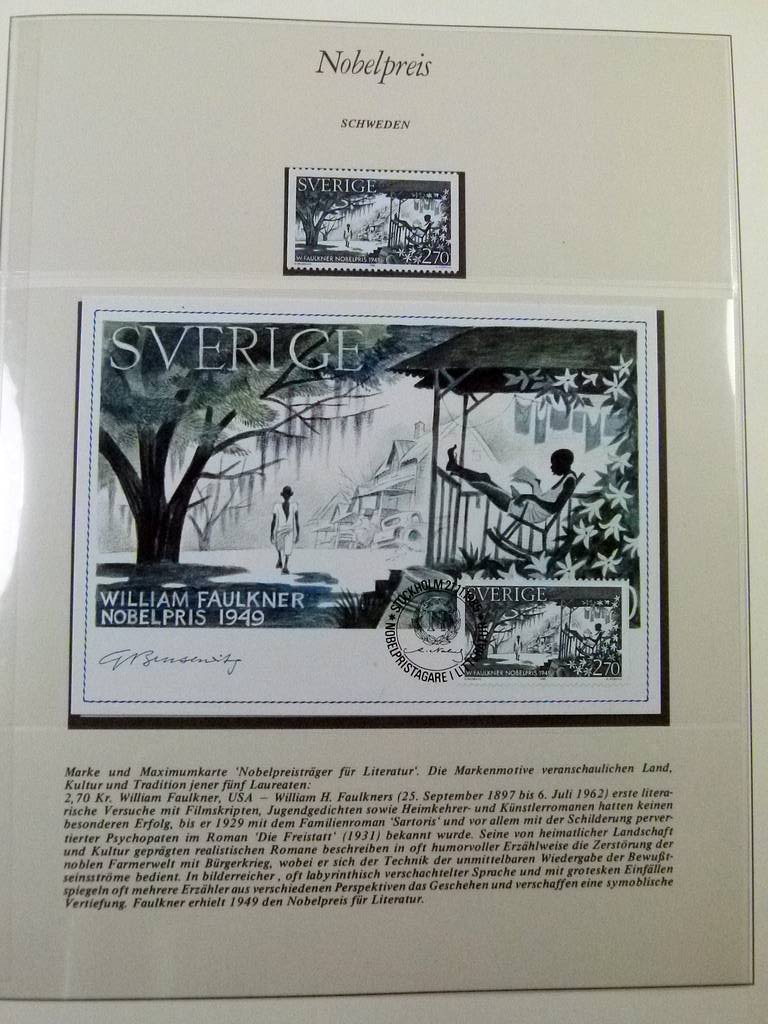 Nobelpreis
SCHWEDEN
SVERIGE
W. FAULKNER NOBELPRIS 1949
2.70
SVERIGE
WILLIAM FAULKNER
NOBELPRIS 1949
STOCKHOLM
NOBELPRISTAGARE I LITTERATUR
SVERIGE
W. FAULKNER NOBELPRIS 1949
2.70
Marke und Maximumkarte 'Nobelpreisträger für Literatur'. Die Markenmotive veranschaulichen Land,
Kultur und Tradition jener fünf Laureaten:
2,70 Kr. William Faulkner, USA — William H. Faulkners (25. September 1897 bis 6. Juli 1962) erste litera-
rische Versuche mit Filmskripten, Jugendgedichten sowie Heimkehrer- und Künstlerromanen hatten keinen
besonderen Erfolg, bis er 1929 mit dem Familienroman 'Sartoris' und vor allem mit der Schilderung perver-
tierter Psychopaten im Roman 'Die Freistatt' (1931) bekannt wurde. Seine von heimatlicher Landschaft
und Kultur geprägten realistischen Romane beschreiben in oft humorvoller Erzählweise die Zerstörung der
noblen Farmerwelt mit Bürgerkrieg, wobei er sich der Technik der unmittelbaren Wiedergabe der Bewußt-
seinsströme bedient. In bilderreicher, oft labyrinthisch verschachtelter Sprache und mit grotesken Einfällen
spiegeln oft mehrere Erzähler aus verschiedenen Perspektiven das Geschehen und verschaffen eine symoblische
Vertiefung. Faulkner erhielt 1949 den Nobelpreis für Literatur.